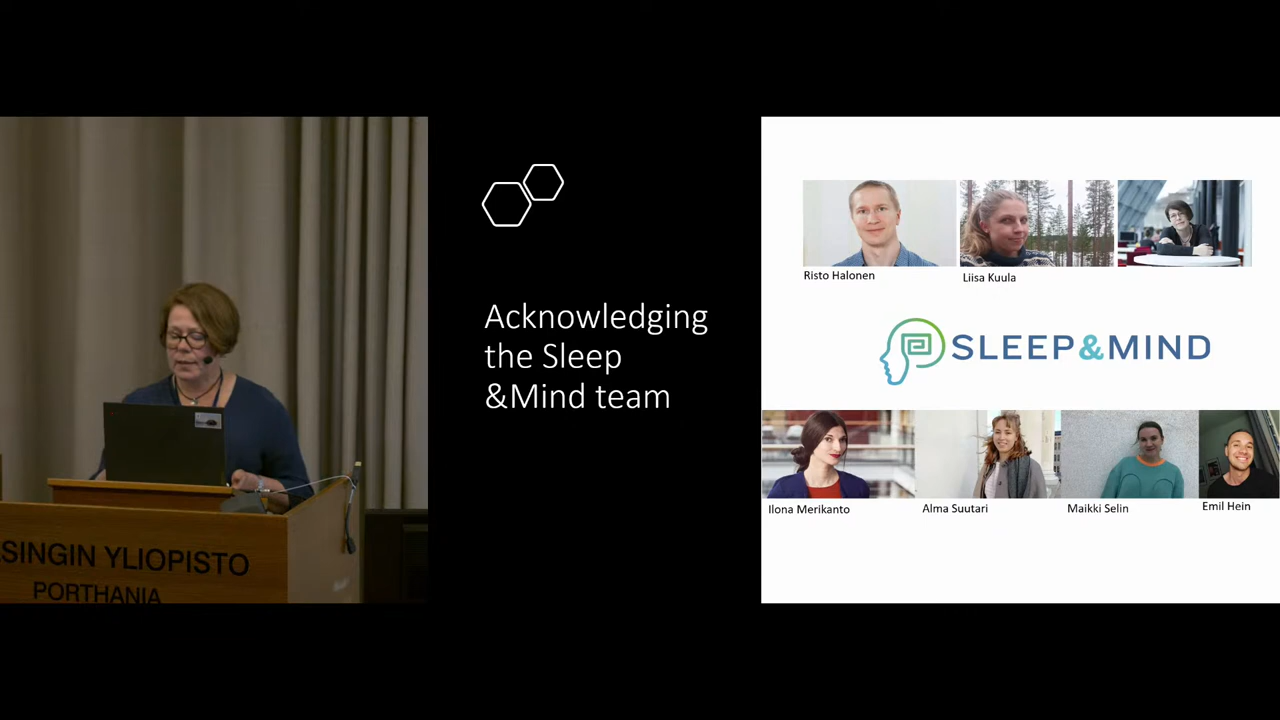 SINGIN YLIOPISTO
PORTHANIA
Acknowledging
the Sleep
&Mind team
Risto Halonen
Liisa Kuula
SLEEP&MIND
Ilona Merikanto
Alma Suutari
Maikki Selin
Emil Hein